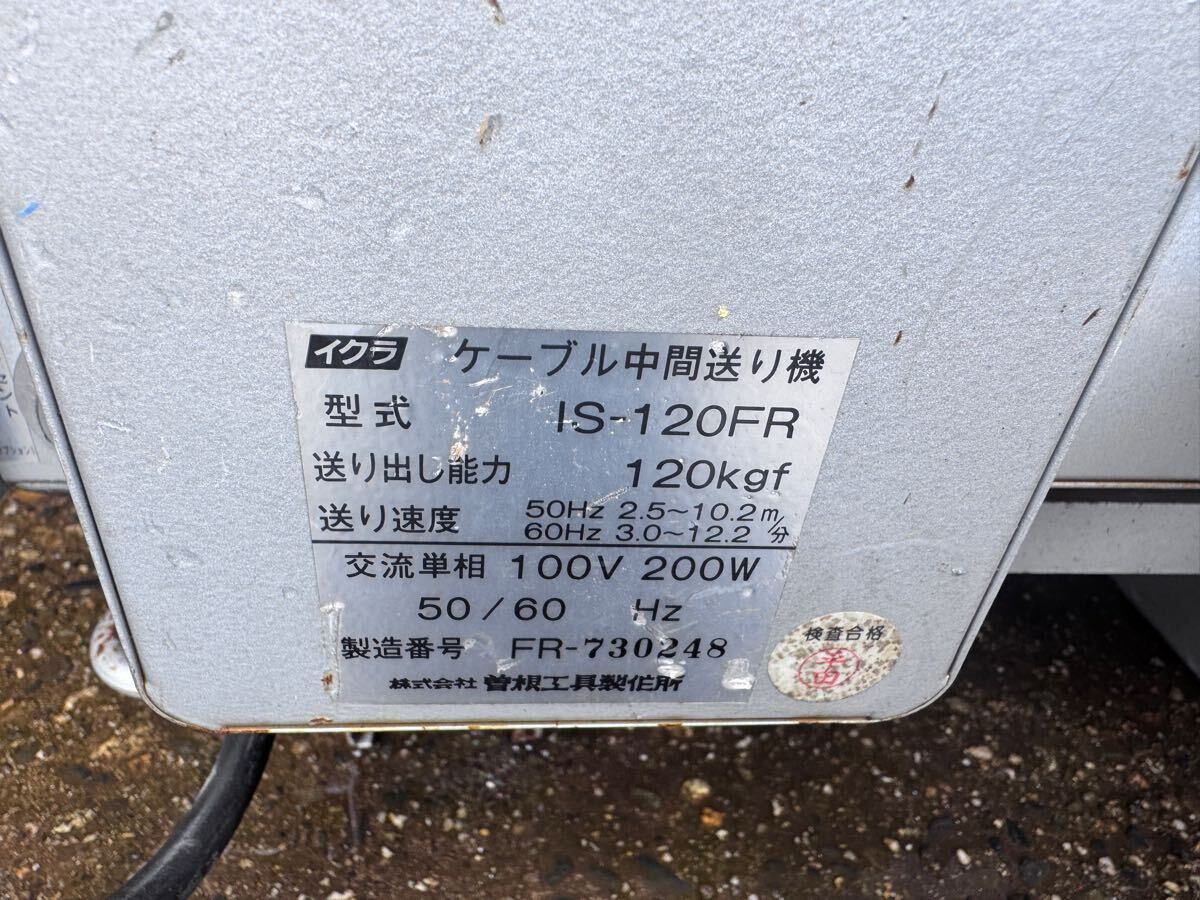 イクラ ケーブル中間送り機
型式 IS-120FR
送り出し能力 120kgf
送り速度 50Hz 2.5～10.2m/分
60Hz 3.0～12.2
交流単相 100V 200W
50/60 Hz
製造番号 FR-730248
株式会社 曽根工具製作所
検査合格